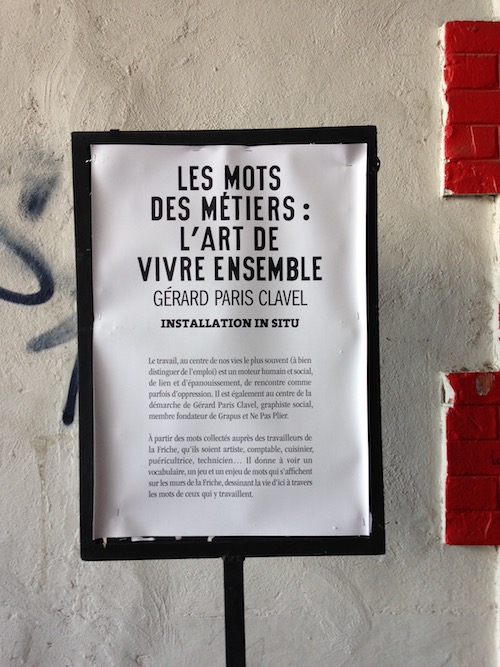 LES MOTS
DES MÉTIERS :
L'ART DE
VIVRE ENSEMBLE
GÉRARD PARIS CLAVEL
INSTALLATION IN SITU
Le travail, au centre de nos vies le plus souvent (à bien
distinguer de l'emploi) est un moteur humain et social,
de lien et d'épanouissement, de rencontre comme
parfois d'oppression. Il est également au centre de la
démarche de Gérard Paris Clavel, graphiste social,
membre fondateur de Grapus et Ne Pas Plier.
À partir des mots collectés auprès des travailleurs de
la Friche, qu'ils soient artiste, comptable, cuisinier,
puéricultrice, technicien... Il donne à voir un
vocabulaire, un jeu et un enjeu de mots qui s'affichent
sur les murs de la Friche, dessinant la vie d'ici à travers
les mots de ceux qui y travaillent.